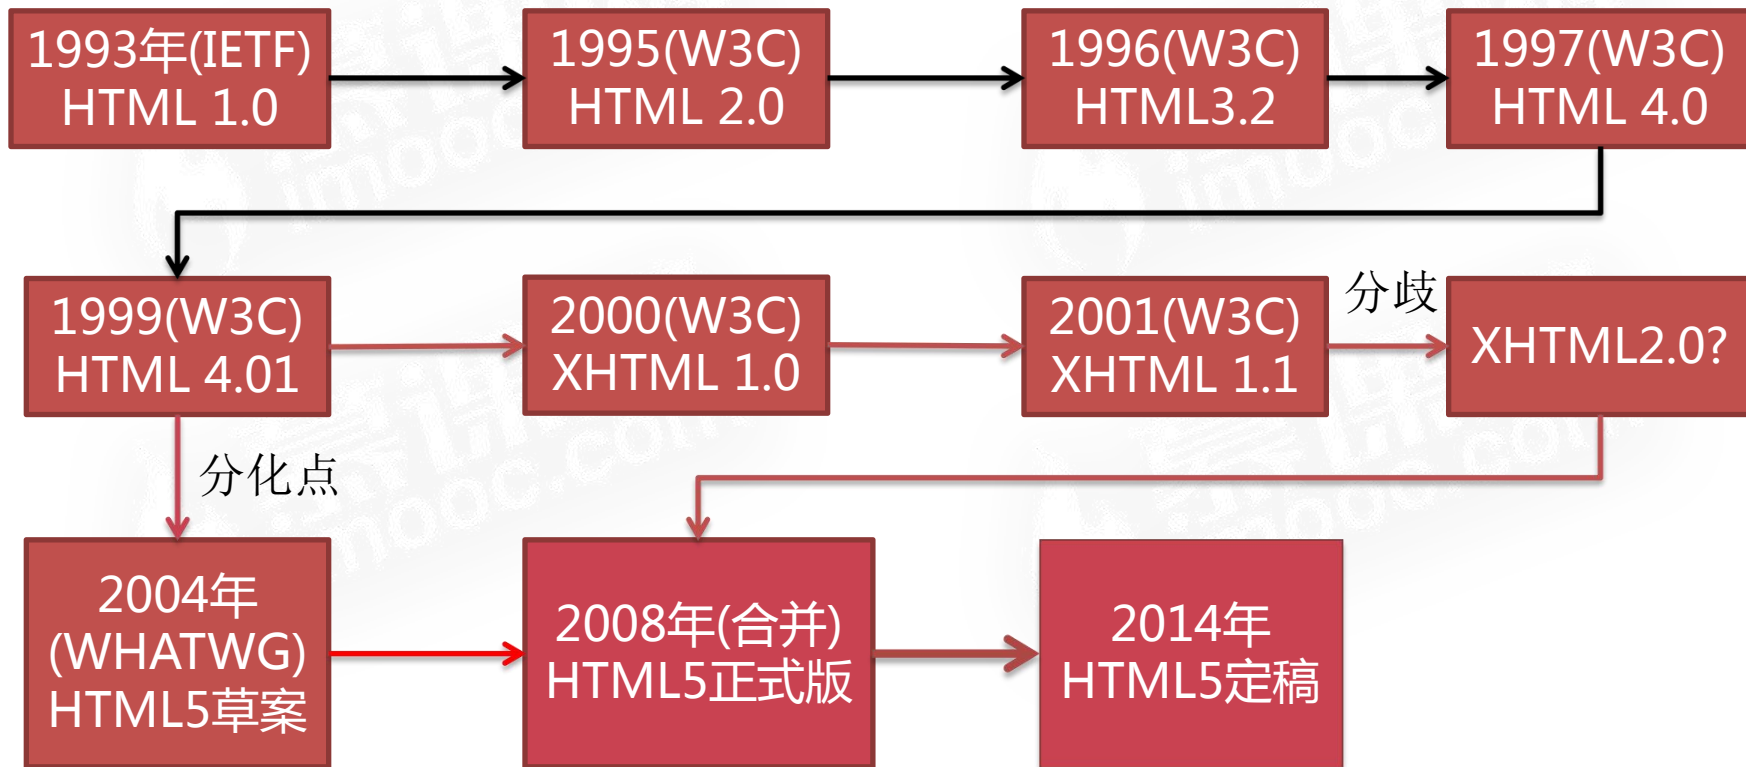 1993年(IETF)
HTML 1.0
1995(W3C)
HTML 2.0
1996(W3C)
HTML3.2
1997(W3C)
HTML 4.0
1999(W3C)
HTML 4.01
2000(W3C)
XHTML 1.0
2001(W3C)
XHTML 1.1
分歧
XHTML2.0?
分化点
2004年
(WHATWG)
HTML5草案
2008年(合并)
HTML5正式版
2014年
HTML5定稿
慕课
imooc.com